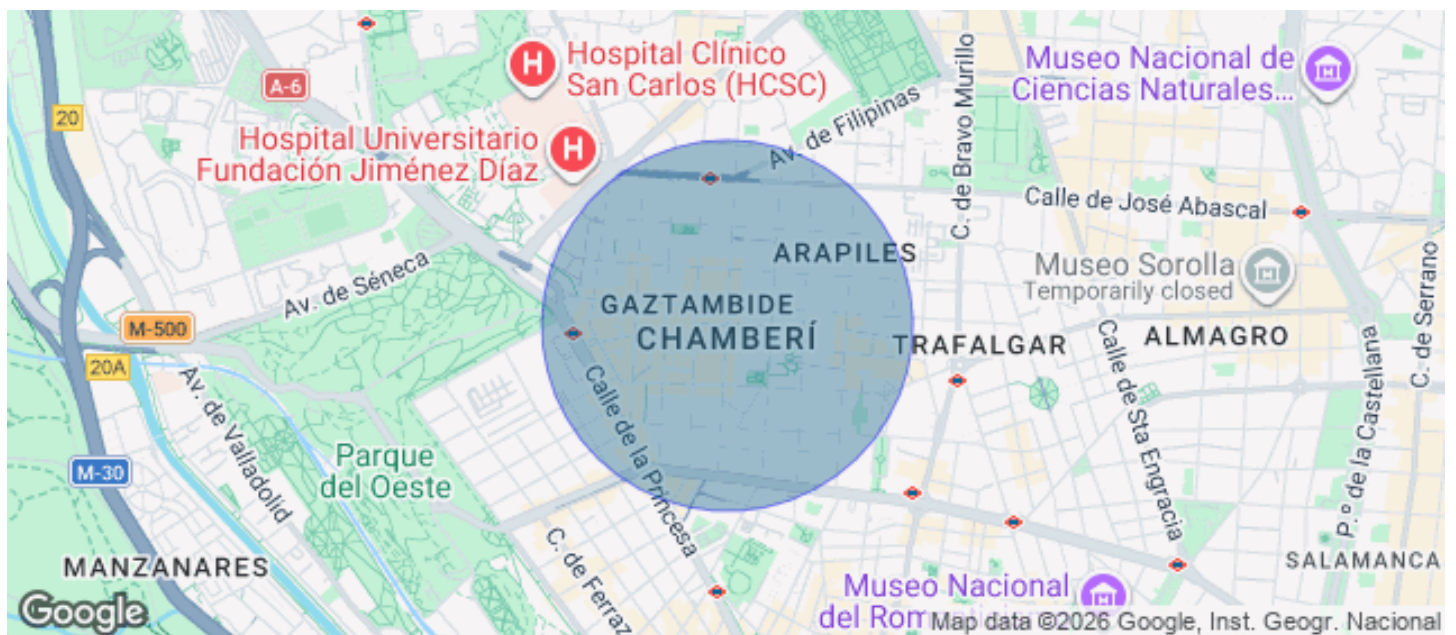 Hospital Clínico
San Carlos (HCSC)
Museo Nacional de
Ciencias Naturales...
A-6
20
Hospital Universitario
Fundación Jiménez Díaz
Av. de Filipinas
C. de Bravo Murillo
Calle de José Abascal
ARAPILES
Museo Sorolla
Temporarily closed
Av. de Séneca
GAZTAMBIDE
CHAMBERÍ
M-500
20A
TRAFALGAR
ALMAGRO
C. de Serrano
Calle de la Princesa
Calle de Sta Engracia
P.º de la Castellana
Av. de Valladolid
Parque
del Oeste
M-30
C. de Ferraz
MANZANARES
SALAMANCA
Museo Nacional
del Rom
Google
Map data ©2026 Google, Inst. Geogr. Nacional